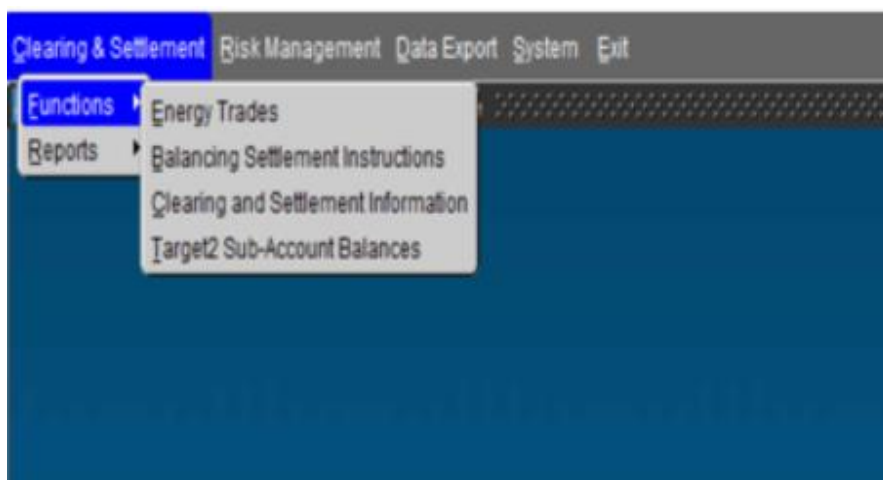 Clearing & Settlement Risk Management Data Export System Exit
Functions
Reports
Energy Trades
Balancing Settlement Instructions
Clearing and Settlement Information
Target2 Sub-Account Balances